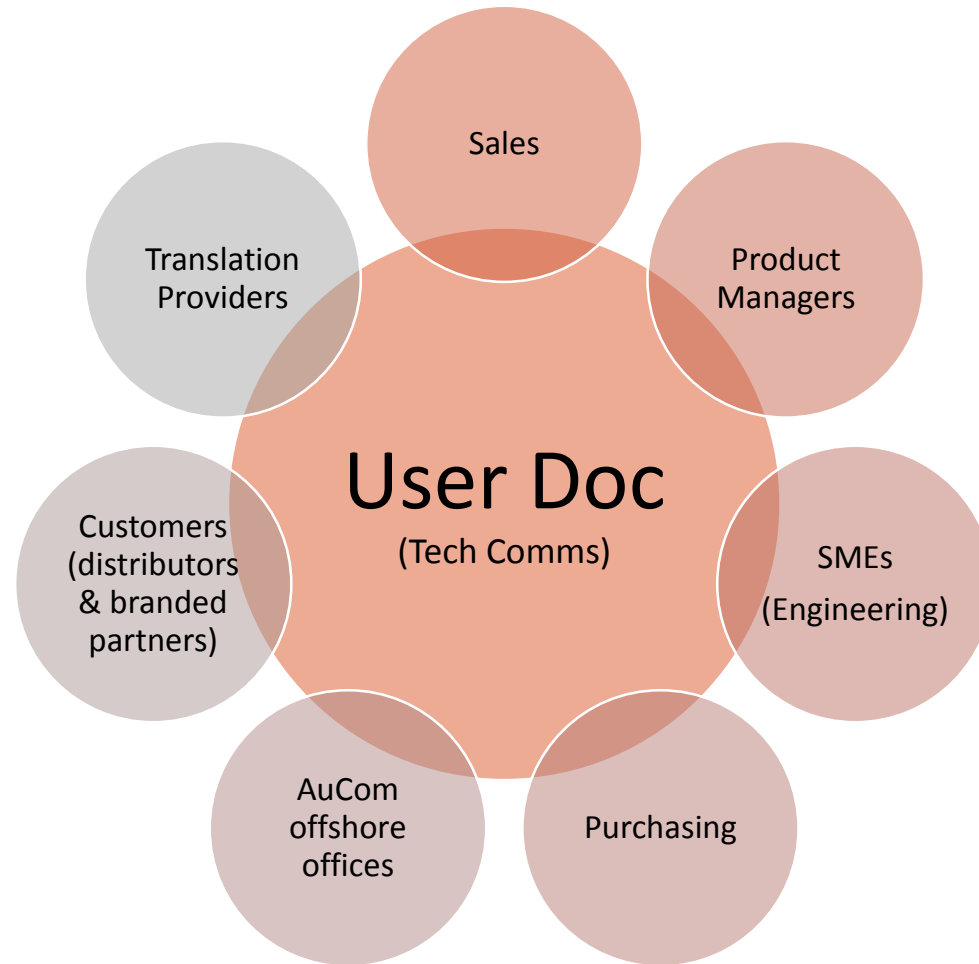 Sales
Product
Managers
SMEs
(Engineering)
Purchasing
AuCom
offshore
offices
Customers
(distributors
& branded
partners)
Translation
Providers
User Doc
(Tech Comms)